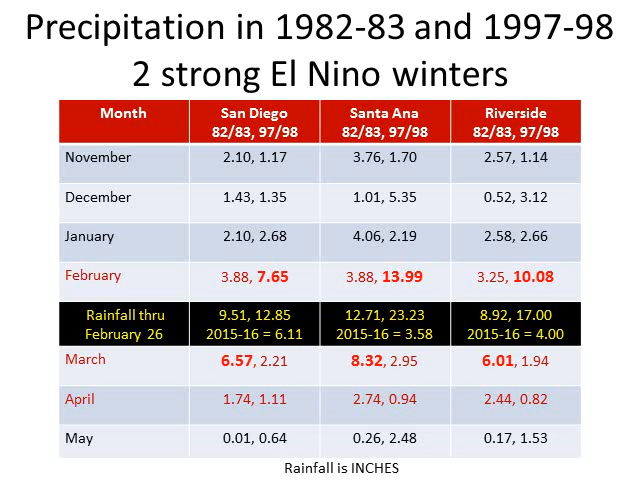 Precipitation in 1982-83 and 1997-98
2 strong El Nino winters
Month San Diego Santa Ana Riverside
82/83, 97/98 82/83, 97/98 82/83, 97/98
November 2.10, 1.17 3.76, 1.70 2.57, 1.14
December 1.43, 1.35 1.01, 5.35 0.52, 3.12
January 2.10, 2.68 4.06, 2.19 2.58, 2.66
February 3.88, 7.65 3.88, 13.99 3.25, 10.08
Rainfall thru 9.51, 12.85 12.71, 23.23 8.92, 17.00
February 26 2015-16 = 6.11 2015-16 = 3.58 2015-16 = 4.00
March 6.57, 2.21 8.32, 2.95 6.01, 1.94
April 1.74, 1.11 2.74, 0.94 2.44, 0.82
May 0.01, 0.64 0.26, 2.48 0.17, 1.53
Rainfall is INCHES